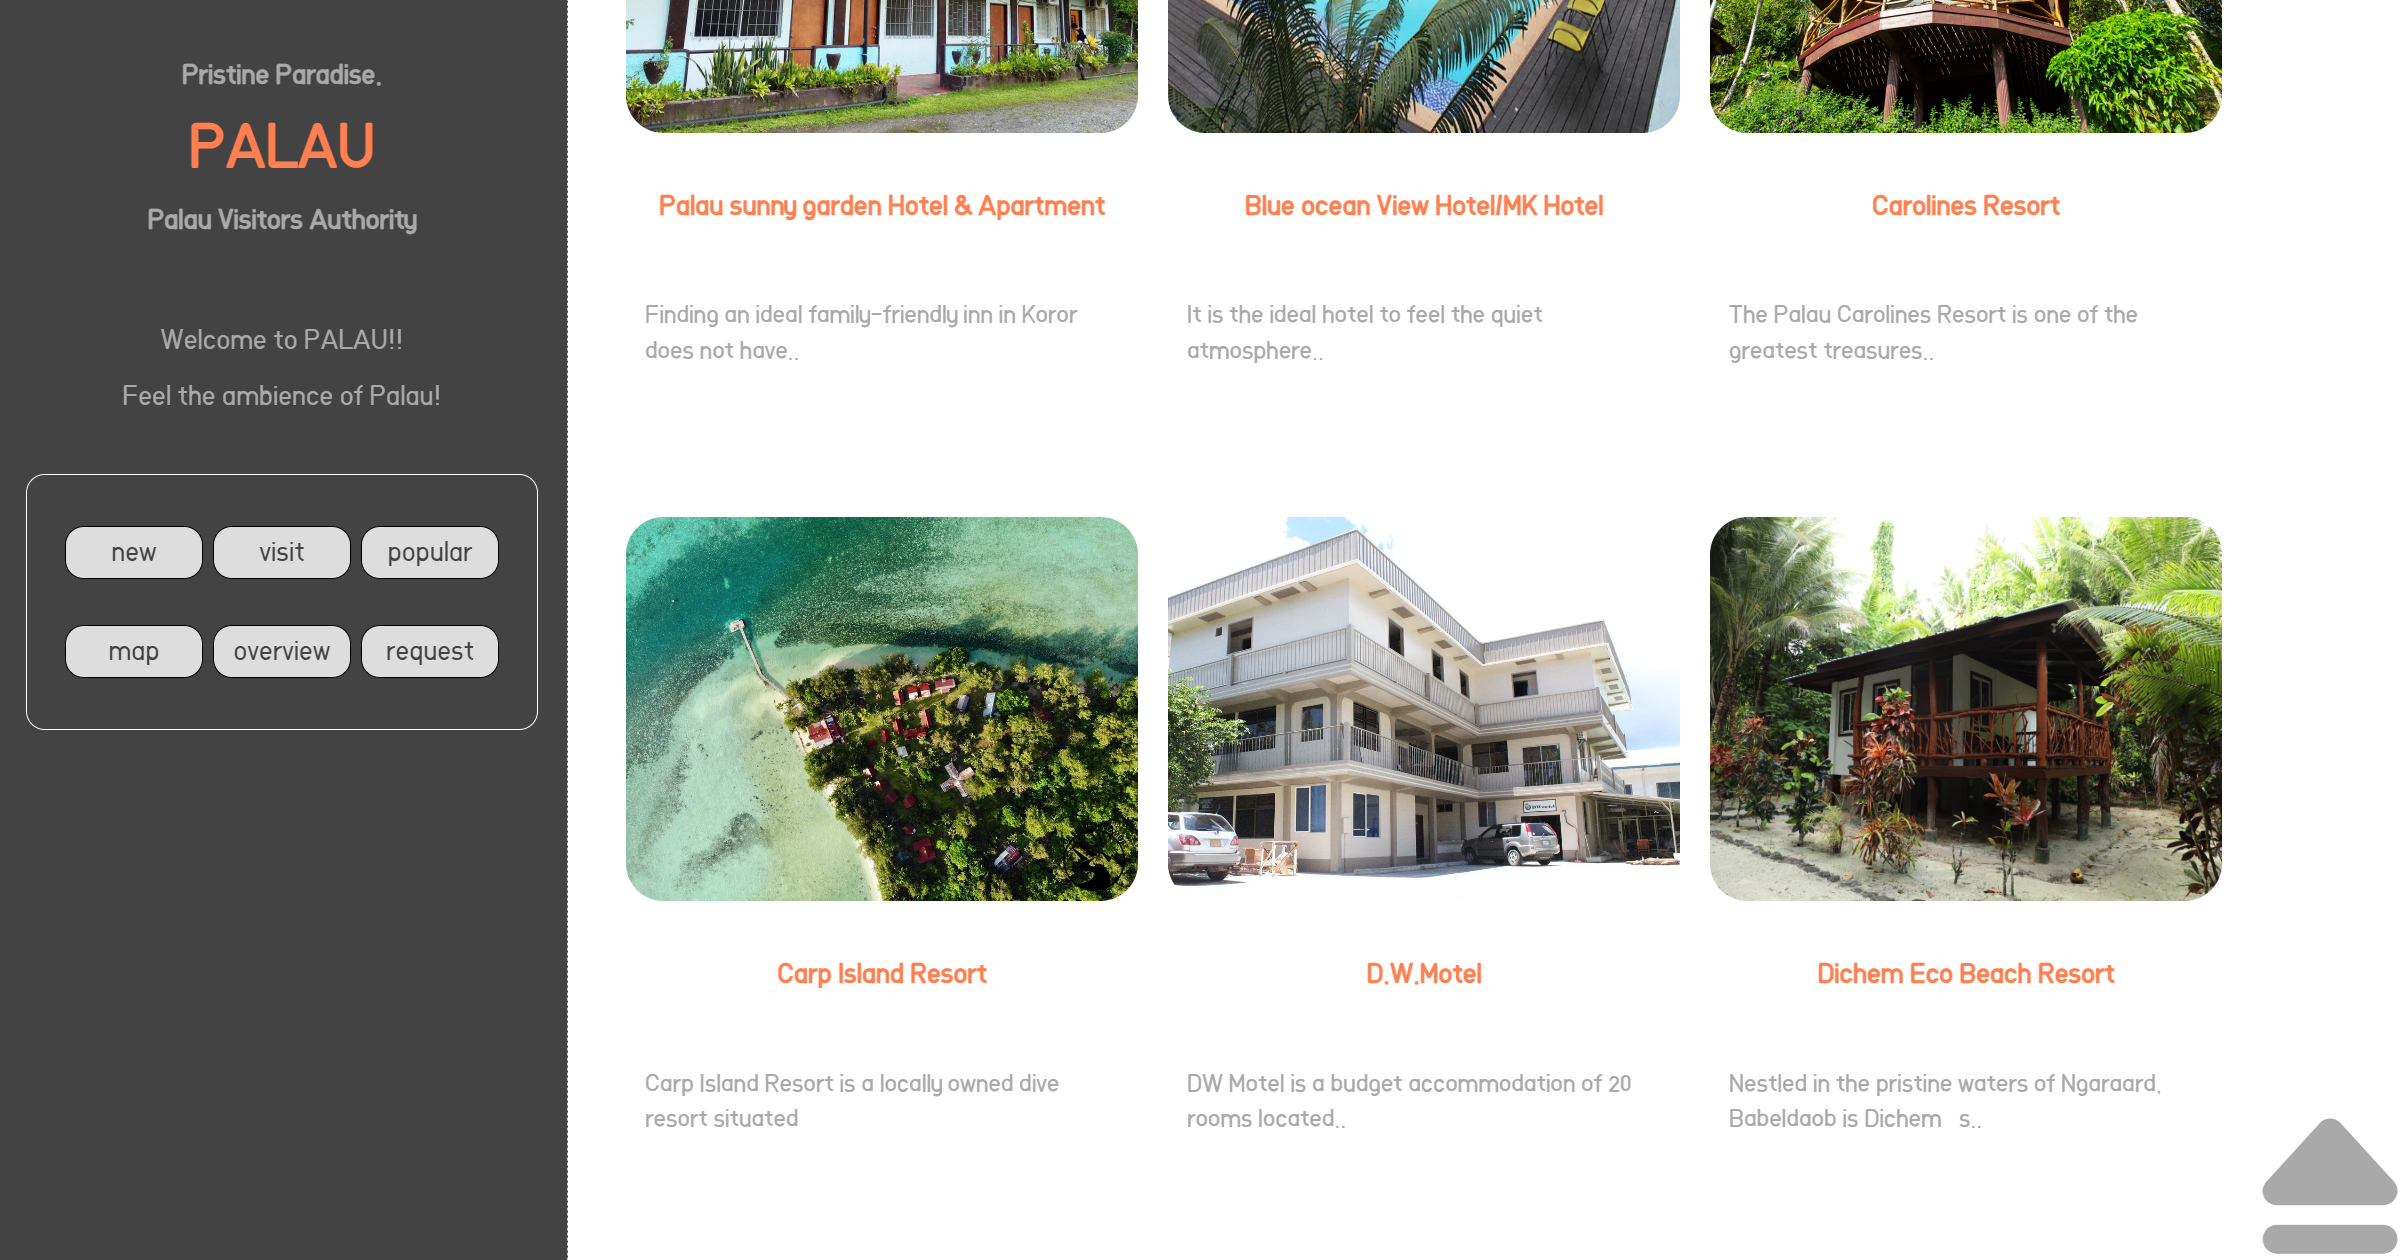 Pristine Paradise.
PALAU
Palau Visitors Authority
Welcome to PALAU!!
Feel the ambience of Palau!
new
visit
popular
map
overview
request
Palau sunny garden Hotel & Apartment
Finding an ideal family-friendly inn in Koror
does not have..
Blue ocean View Hotel/MK Hotel
It is the ideal hotel to feel the quiet
atmosphere..
Carolines Resort
The Palau Carolines Resort is one of the
greatest treasures..
Carp Island Resort
Carp Island Resort is a locally owned dive
resort situated
D.W.Motel
DW Motel is a budget accommodation of 20
rooms located..
Dichem Eco Beach Resort
Nestled in the pristine waters of Ngaraard,
Babeldaob is Dichem s..